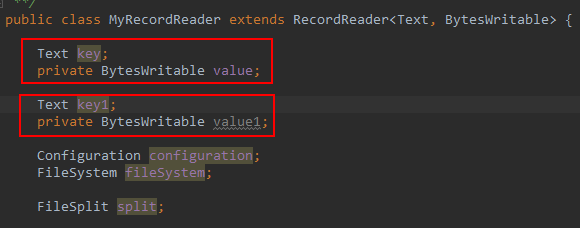 **/
public class MyRecordReader extends RecordReader<Text, BytesWritable> {
Text key;
private BytesWritable value;
Text key1;
private BytesWritable value1;
Configuration configuration;
FileSystem fileSystem;
FileSplit split;